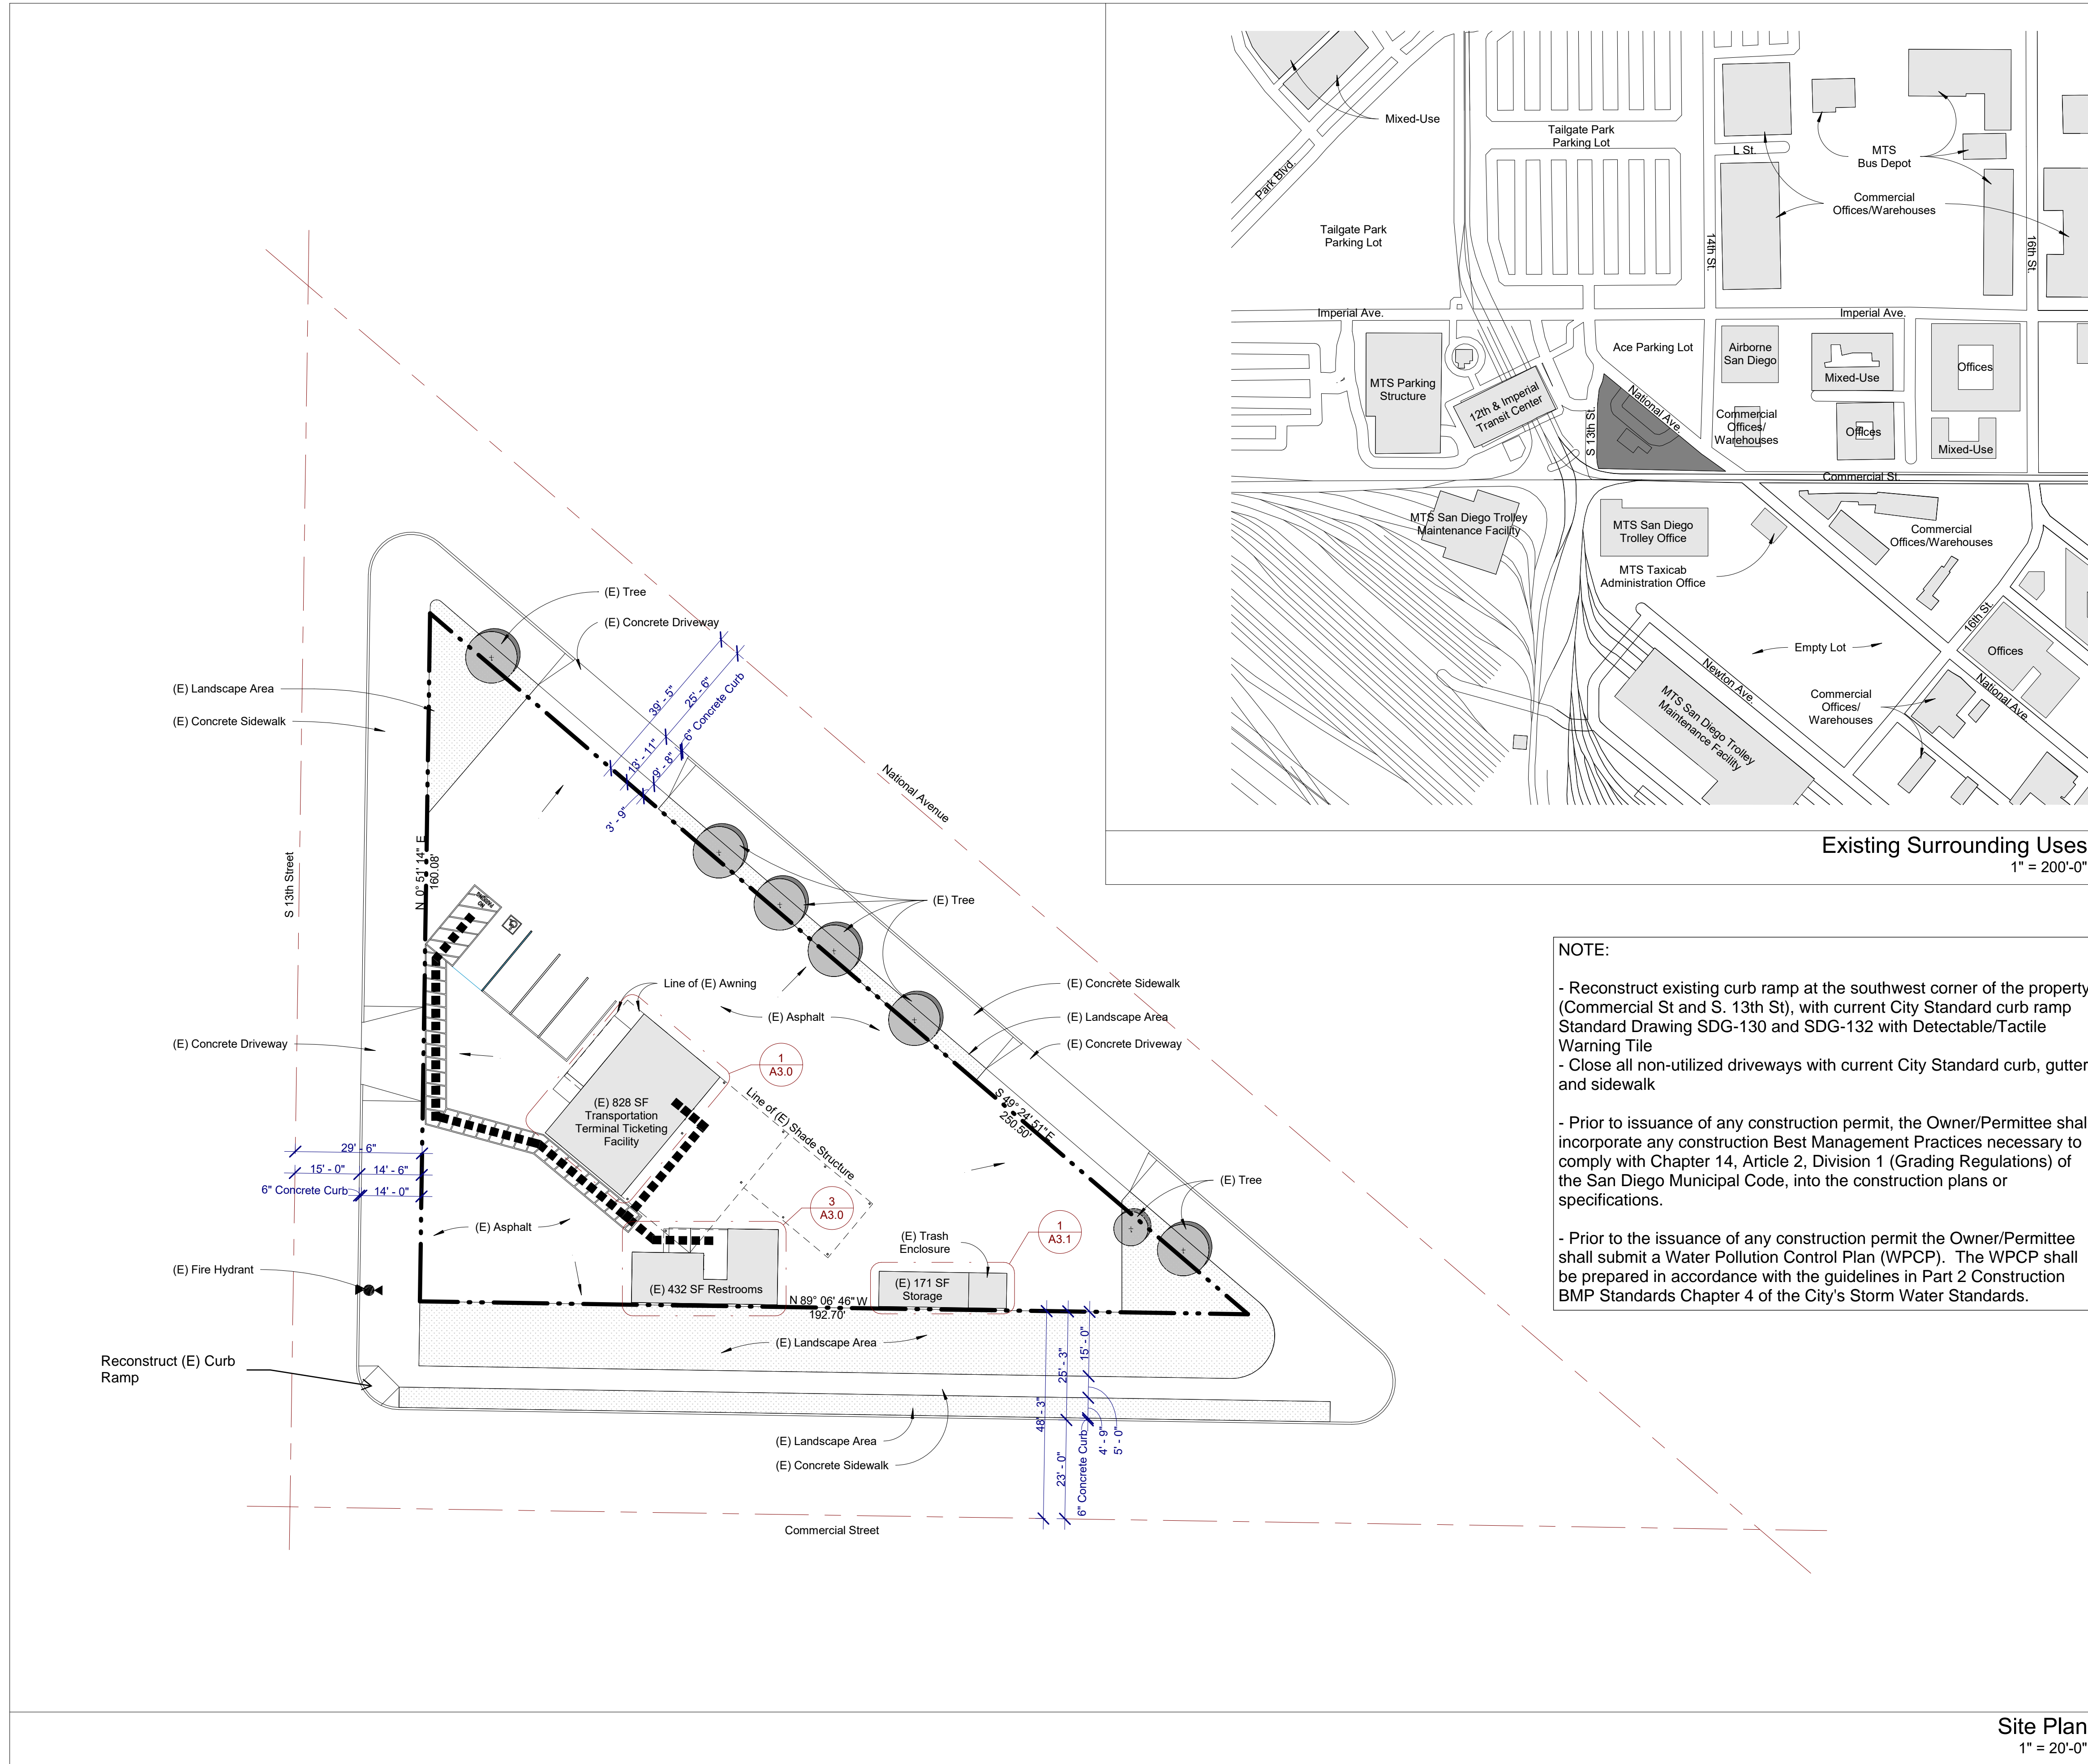 Mixed-Use
Tailgate Park
Parking Lot
L St.
MTS
Bus Depot
Park Blvd.
Commercial
Offices/Warehouses
Tailgate Park
Parking Lot
14th St.
16th St.
Imperial Ave.
Imperial Ave.
Ace Parking Lot
Airborne
San Diego
Mixed-Use
Offices
MTS Parking
Structure
12th & Imperial
Transit Center
S 13th St.
National Ave.
Commercial
Offices/
Warehouses
Offices
Mixed-Use
Commercial St.
MTS San Diego Trolley
Maintenance Facility
MTS San Diego
Trolley Office
Commercial
Offices/Warehouses
MTS Taxicab
Administration Office
16th St.
Empty Lot
Offices
Newton Ave.
National Ave.
MTS San Diego Trolley
Maintenance Facility
Commercial
Offices/
Warehouses
Existing Surrounding Uses
1" = 200'-0"
(E) Tree
(E) Concrete Driveway
(E) Landscape Area
(E) Concrete Sidewalk
39' - 5"
25' - 6"
6" Concrete Curb
13' - 11"
9' - 8"
3' - 9"
National Avenue
S 13th Street
N 0° 51' 14" E
160.08'
NO
PARKING
(E) Tree
Line of (E) Awning
(E) Concrete Sidewalk
(E) Asphalt
(E) Landscape Area
(E) Concrete Driveway
(E) Concrete Driveway
1
A3.0
Line of (E) Shade Structure
S 49° 24' 51" E
250.50'
(E) 828 SF
Transportation
Terminal Ticketing
Facility
29' - 6"
15' - 0"
14' - 6"
6" Concrete Curb
14' - 0"
(E) Tree
3
A3.0
(E) Asphalt
1
A3.1
(E) Trash
Enclosure
(E) Fire Hydrant
(E) 432 SF Restrooms
(E) 171 SF
Storage
N 89° 06' 46" W
192.70'
(E) Landscape Area
Reconstruct (E) Curb
Ramp
15' - 0"
25' - 3"
48' - 3"
4' - 9"
5' - 0"
6" Concrete Curb
23' - 0"
(E) Landscape Area
(E) Concrete Sidewalk
Commercial Street
NOTE:
- Reconstruct existing curb ramp at the southwest corner of the property
(Commercial St and S. 13th St), with current City Standard curb ramp
Standard Drawing SDG-130 and SDG-132 with Detectable/Tactile
Warning Tile
- Close all non-utilized driveways with current City Standard curb, gutter
and sidewalk
- Prior to issuance of any construction permit, the Owner/Permittee shal
incorporate any construction Best Management Practices necessary to
comply with Chapter 14, Article 2, Division 1 (Grading Regulations) of
the San Diego Municipal Code, into the construction plans or
specifications.
- Prior to the issuance of any construction permit the Owner/Permittee
shall submit a Water Pollution Control Plan (WPCP).  The WPCP shall
be prepared in accordance with the guidelines in Part 2 Construction
BMP Standards Chapter 4 of the City's Storm Water Standards.
Site Plan
1" = 20'-0"